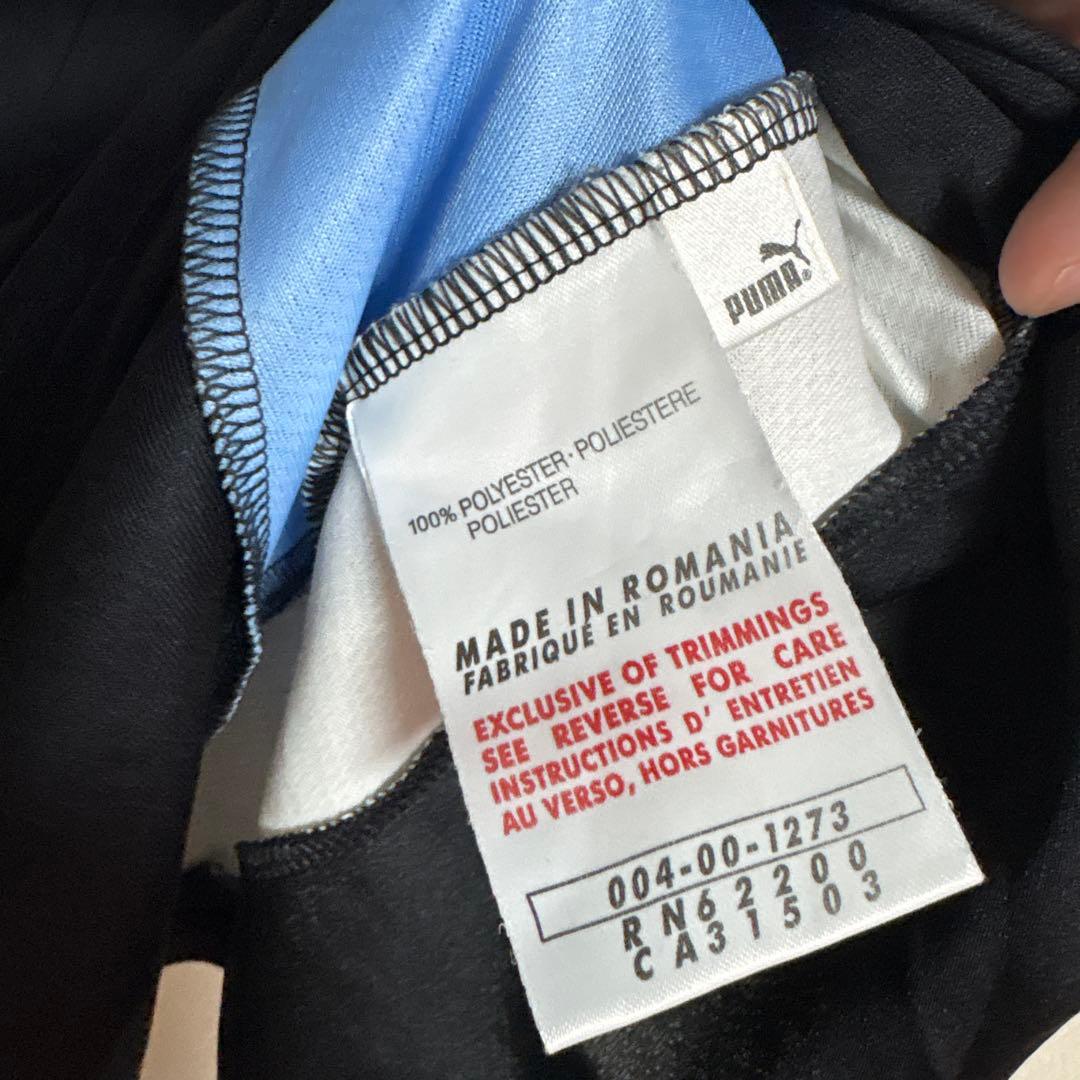 PUMA®
100% POLYESTER · POLIESTERE
POLIESTER
MADE IN ROMANIA
FABRIQUÉ EN ROUMANIE
EXCLUSIVE OF TRIMMINGS
SEE REVERSE FOR CARE
INSTRUCTIONS D' ENTRETIEN
AU VERSO, HORS GARNITURES
004-00-1273
RN62200
CA31503